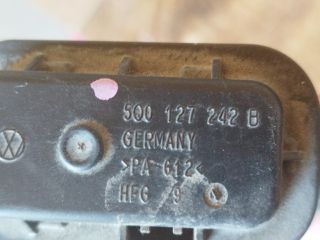 5Q0 127 242 B
GERMANY
>PA-612<
HFG 9